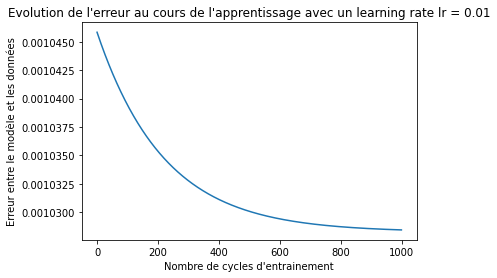 Evolution de l'erreur au cours de l'apprentissage avec un learning rate lr = 0.01
Erreur entre le modèle et les données
0.0010450
0.0010425
0.0010400
0.0010375
0.0010350
0.0010325
0.0010300
0 200 400 600 800 1000
Nombre de cycles d'entrainement